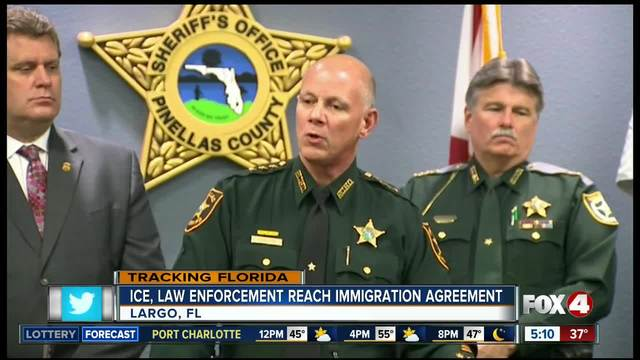 SHERIFF'S OFFICE
PINELLAS COUNTY
TRACKING FLORIDA
ICE, LAW ENFORCEMENT REACH IMMIGRATION AGREEMENT
LARGO, FL
FOX 4
LOTTERY FORECAST PORT CHARLOTTE 12PM 45° 4PM 55° 8PM 47° 5:10 37°